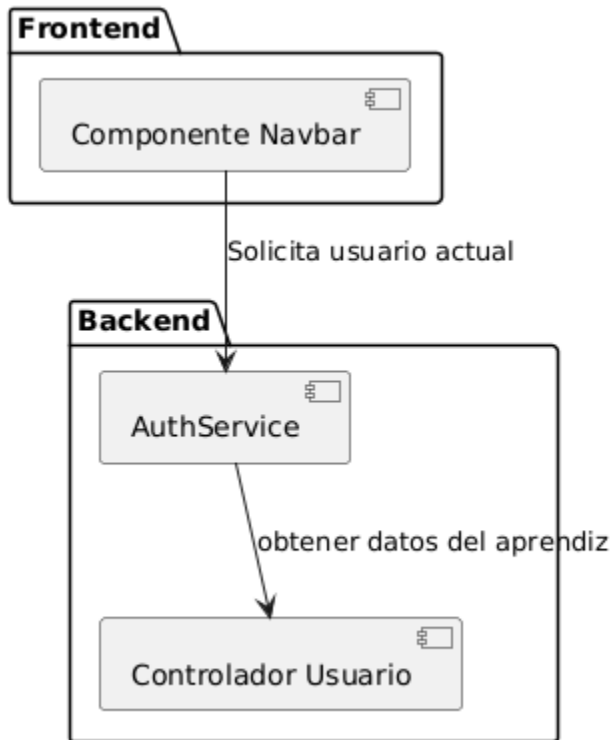 Frontend
Componente Navbar
Solicita usuario actual
Backend
AuthService
obtener datos del aprendiz
Controlador Usuario